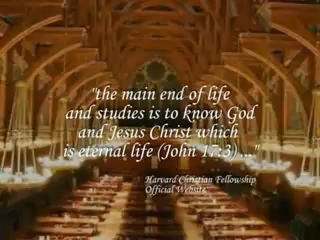 "the main end of life
and studies is to know God
and Jesus Christ which
is eternal life (John 17:3) ..."
Harvard Christian Fellowship
Official Website